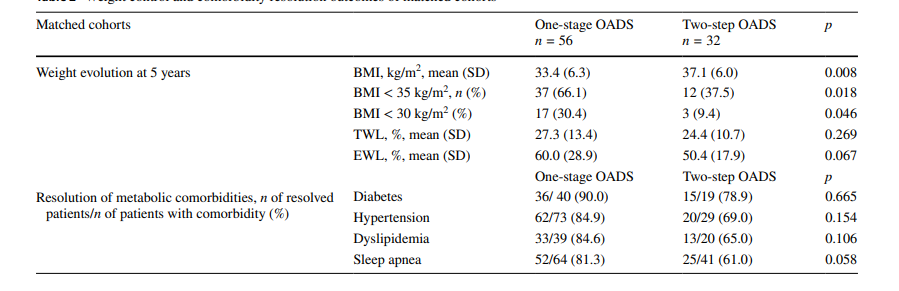 Matched cohorts One-stage OADS Two-step OADS p
n = 56 n = 32
Weight evolution at 5 years BMI, kg/m², mean (SD) 33.4 (6.3) 37.1 (6.0) 0.008
BMI < 35 kg/m², n (%) 37 (66.1) 12 (37.5) 0.018
BMI < 30 kg/m² (%) 17 (30.4) 3 (9.4) 0.046
TWL, %, mean (SD) 27.3 (13.4) 24.4 (10.7) 0.269
EWL, %, mean (SD) 60.0 (28.9) 50.4 (17.9) 0.067
One-stage OADS Two-step OADS p
Resolution of metabolic comorbidities, n of resolved Diabetes 36/ 40 (90.0) 15/19 (78.9) 0.665
patients/n of patients with comorbidity (%)
Hypertension 62/73 (84.9) 20/29 (69.0) 0.154
Dyslipidemia 33/39 (84.6) 13/20 (65.0) 0.106
Sleep apnea 52/64 (81.3) 25/41 (61.0) 0.058